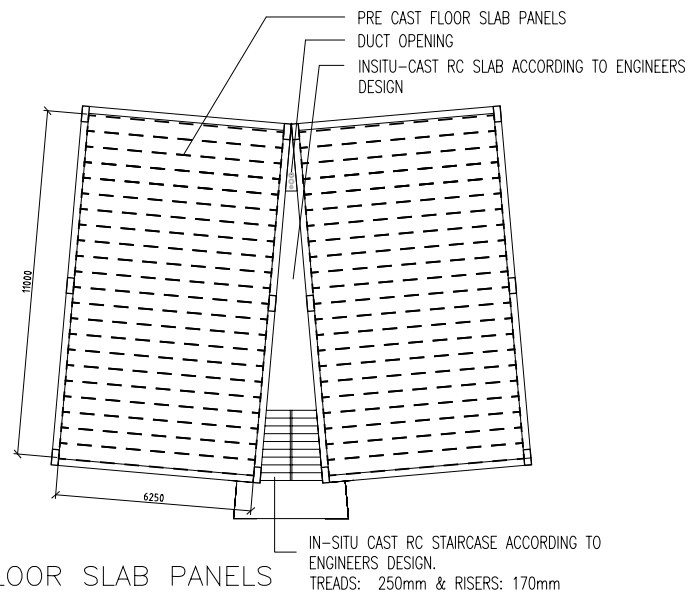 PRE CAST FLOOR SLAB PANELS
DUCT OPENING
INSITU-CAST RC SLAB ACCORDING TO ENGINEERS
DESIGN
11000
6250
IN-SITU CAST RC STAIRCASE ACCORDING TO
ENGINEERS DESIGN.
TREADS: 250mm & RISERS: 170mm
LOOR SLAB PANELS